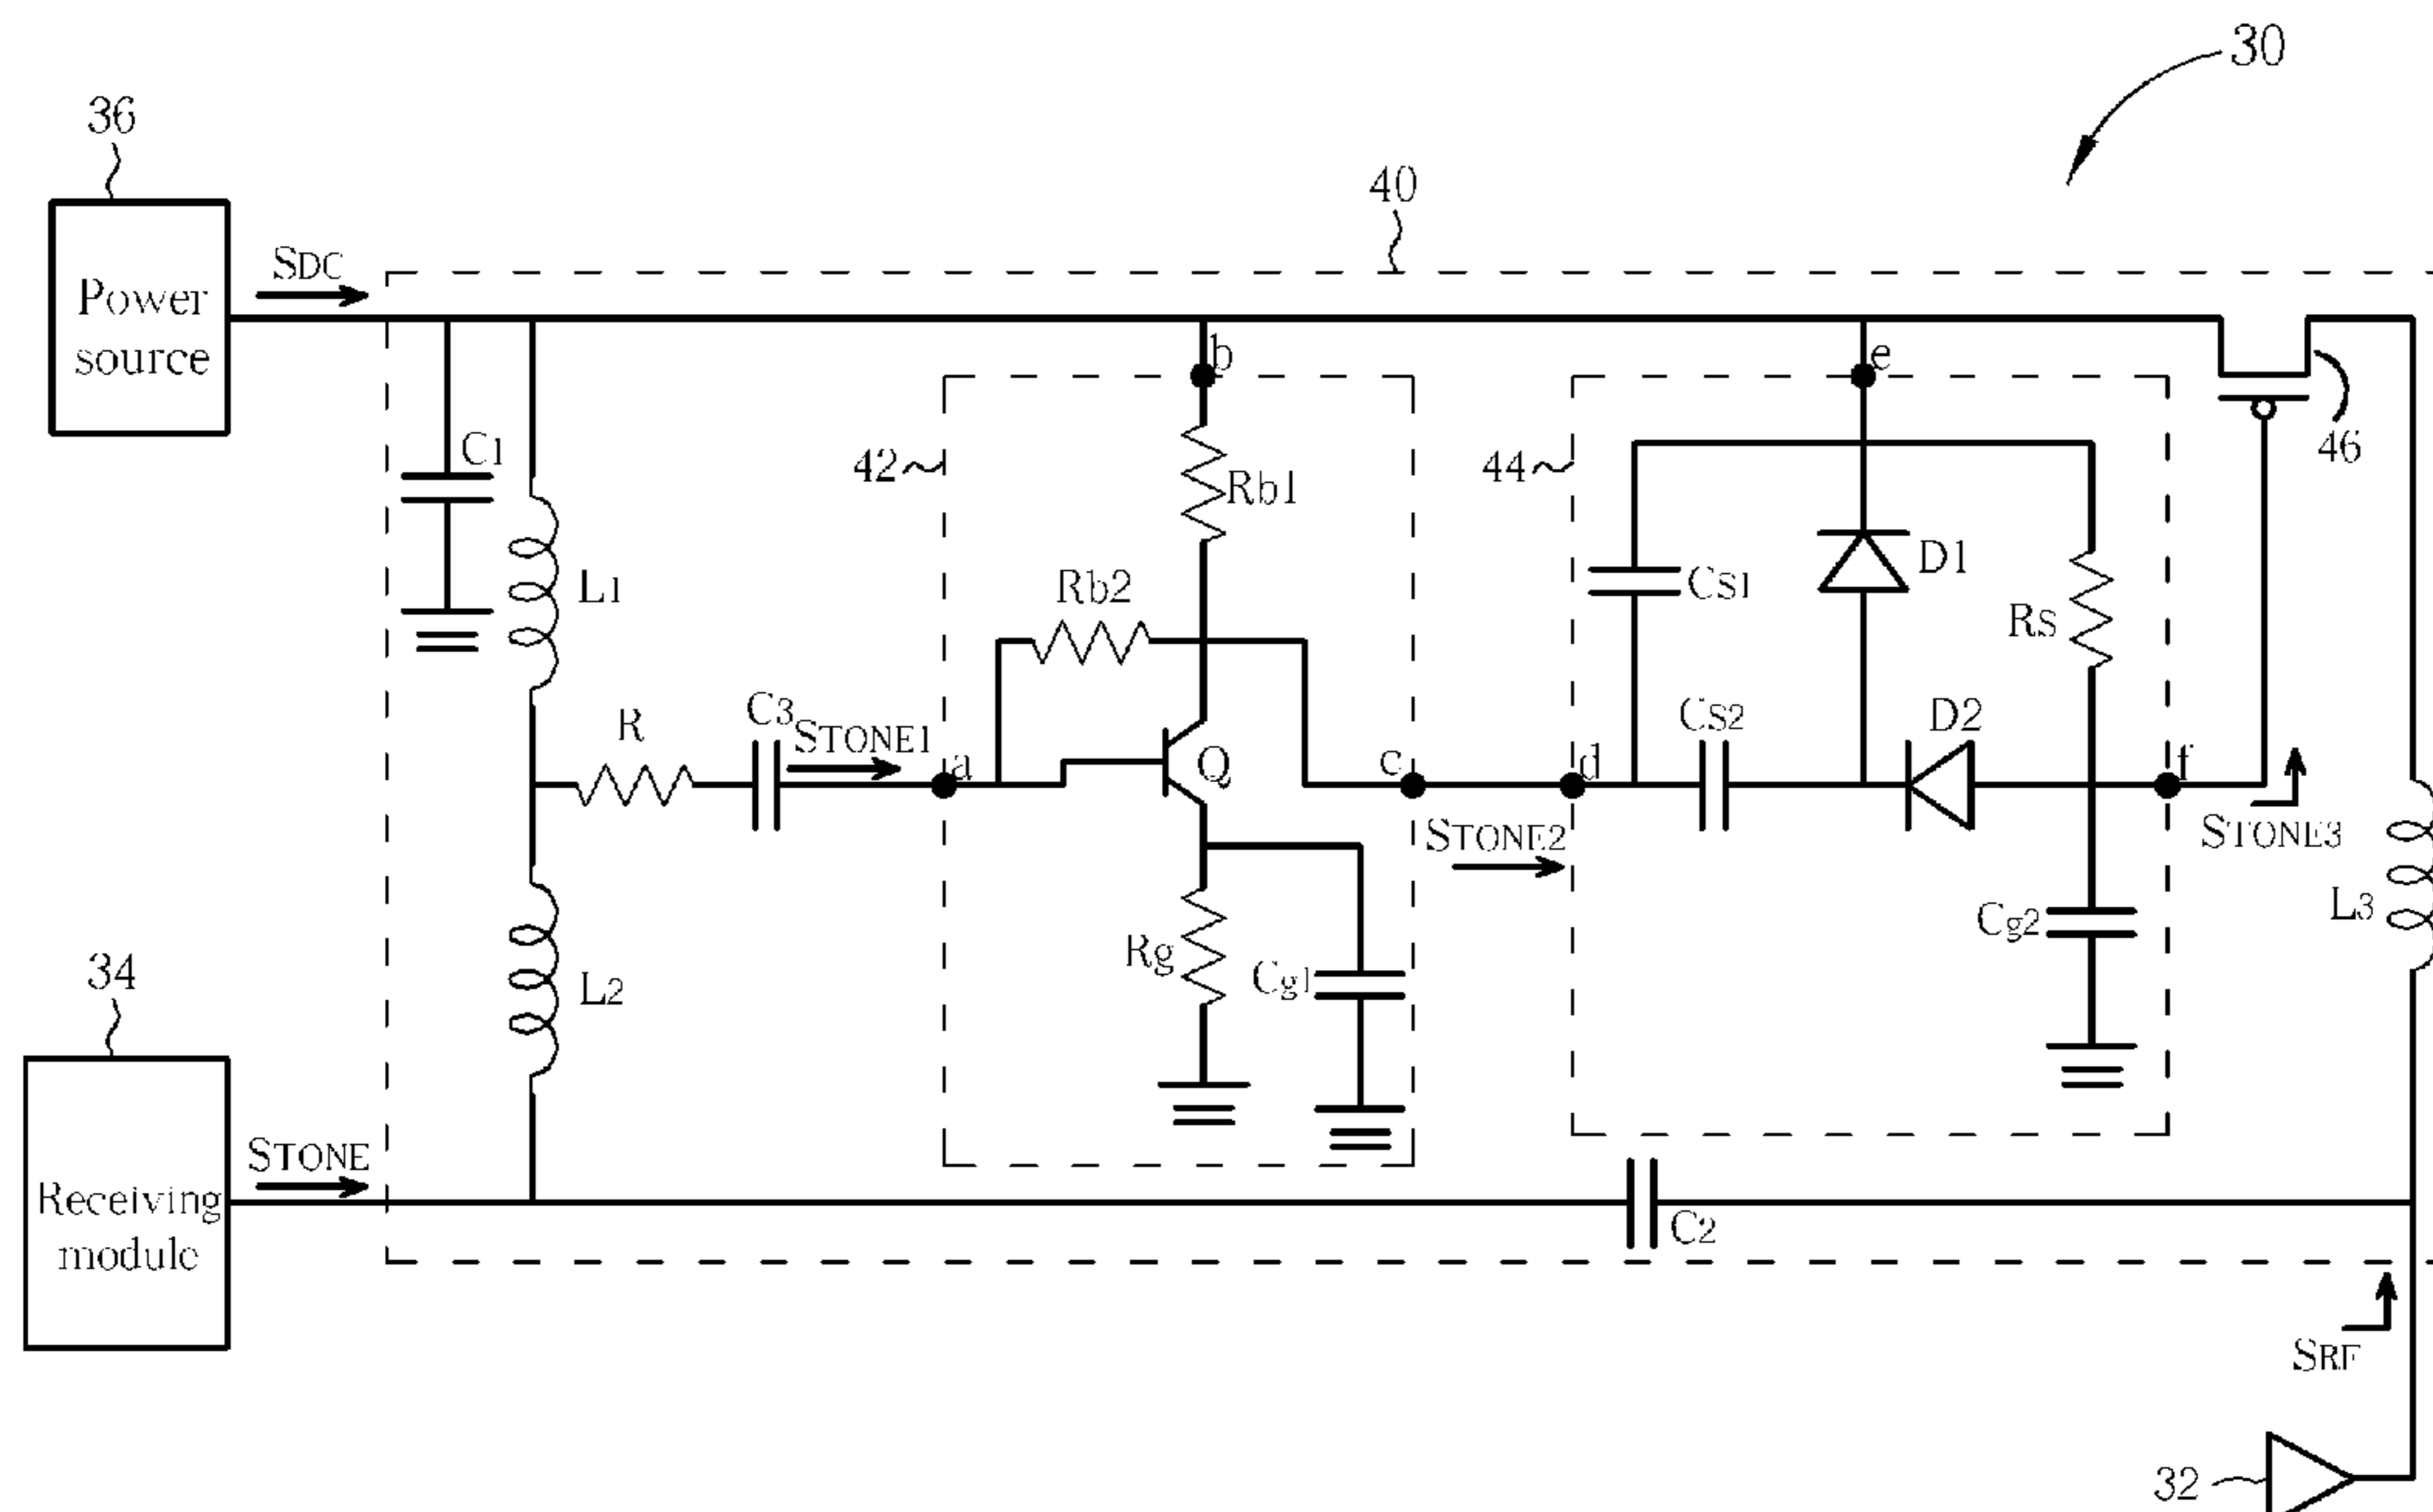 30
36
40
SDC
Power
source
b
e
C1
42
Rb1
44
46
L1
Rb2
CS1
D1
RS
R
C3
STONE1
a
Q
c
d
CS2
D2
f
STONE2
STONE3
L2
Rg
Cg1
Cg2
L3
34
STONE
Receiving
module
C2
SRF
32